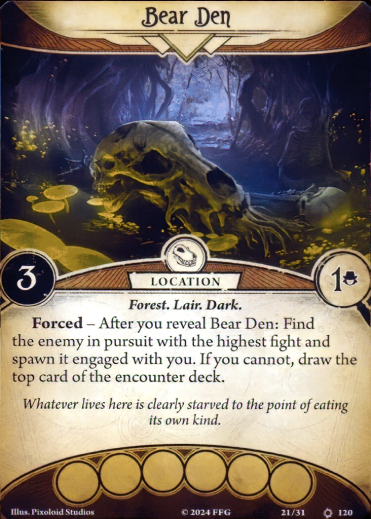 Bear Den
3
LOCATION
1
Forest. Lair. Dark.
Forced – After you reveal Bear Den: Find
the enemy in pursuit with the highest fight and
spawn it engaged with you. If you cannot, draw the
top card of the encounter deck.
Whatever lives here is clearly starved to the point of eating
its own kind.
Illus. Pixoloid Studios © 2024 FFG 21/31 120